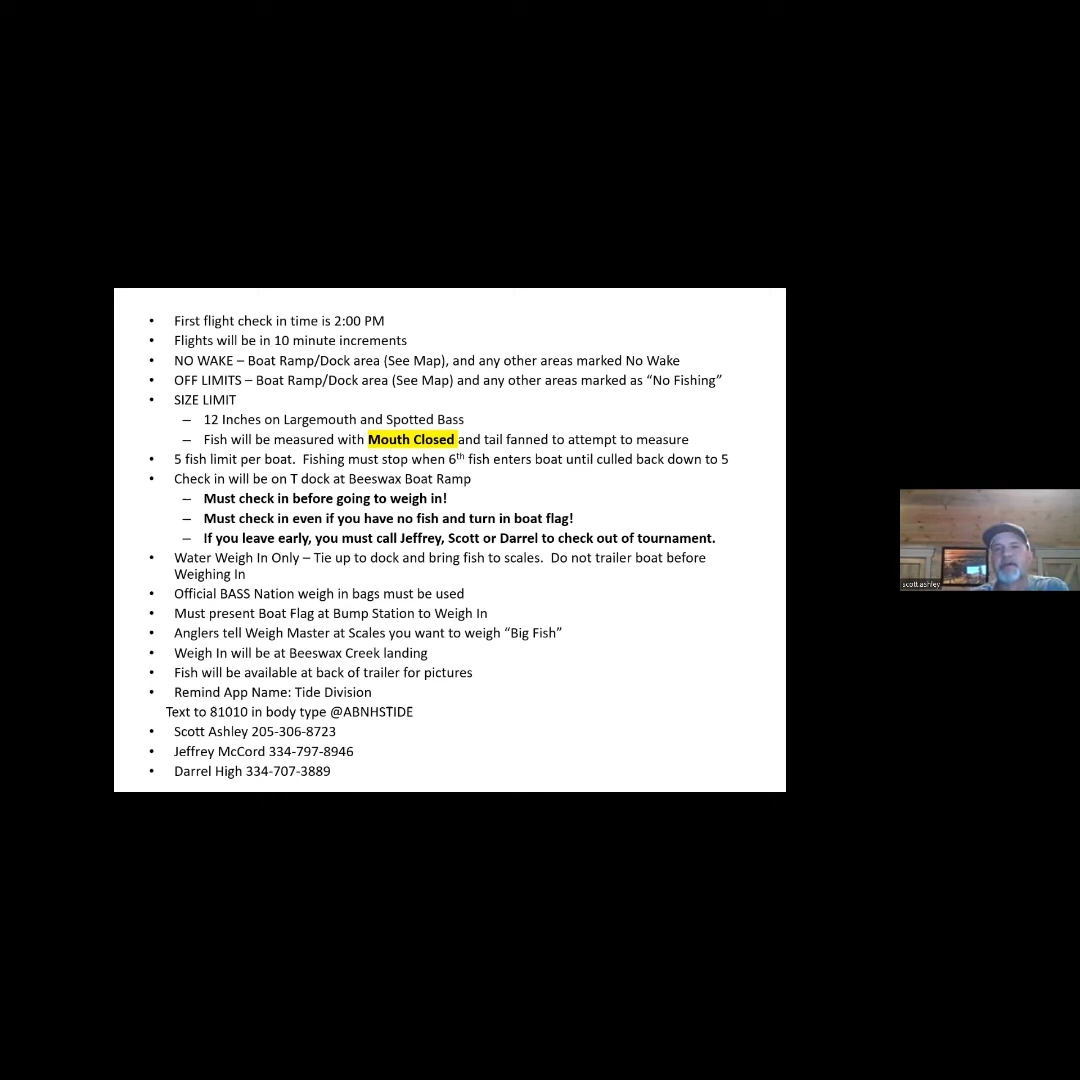 • First flight check in time is 2:00 PM
• Flights will be in 10 minute increments
• NO WAKE – Boat Ramp/Dock area (See Map), and any other areas marked No Wake
• OFF LIMITS – Boat Ramp/Dock area (See Map) and any other areas marked as “No Fishing”
• SIZE LIMIT
– 12 Inches on Largemouth and Spotted Bass
– Fish will be measured with Mouth Closed and tail fanned to attempt to measure
• 5 fish limit per boat. Fishing must stop when 6th fish enters boat until culled back down to 5
• Check in will be on T dock at Beeswax Boat Ramp
– Must check in before going to weigh in!
– Must check in even if you have no fish and turn in boat flag!
– If you leave early, you must call Jeffrey, Scott or Darrel to check out of tournament.
• Water Weigh In Only – Tie up to dock and bring fish to scales. Do not trailer boat before
Weighing In
• Official BASS Nation weigh in bags must be used
• Must present Boat Flag at Bump Station to Weigh In
• Anglers tell Weigh Master at Scales you want to weigh “Big Fish”
• Weigh In will be at Beeswax Creek landing
• Fish will be available at back of trailer for pictures
• Remind App Name: Tide Division
Text to 81010 in body type @ABNHSTIDE
• Scott Ashley 205-306-8723
• Jeffrey McCord 334-797-8946
• Darrel High 334-707-3889
scott.ashley